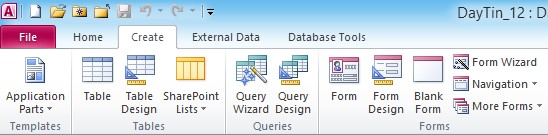 A
DayTin_12 : D
File Home Create External Data Database Tools
Application Parts
Table
Table Design
SharePoint Lists
Query Wizard
Query Design
Form
Form Design
Blank Form
Form Wizard
Navigation
More Forms
Templates Tables Queries Forms